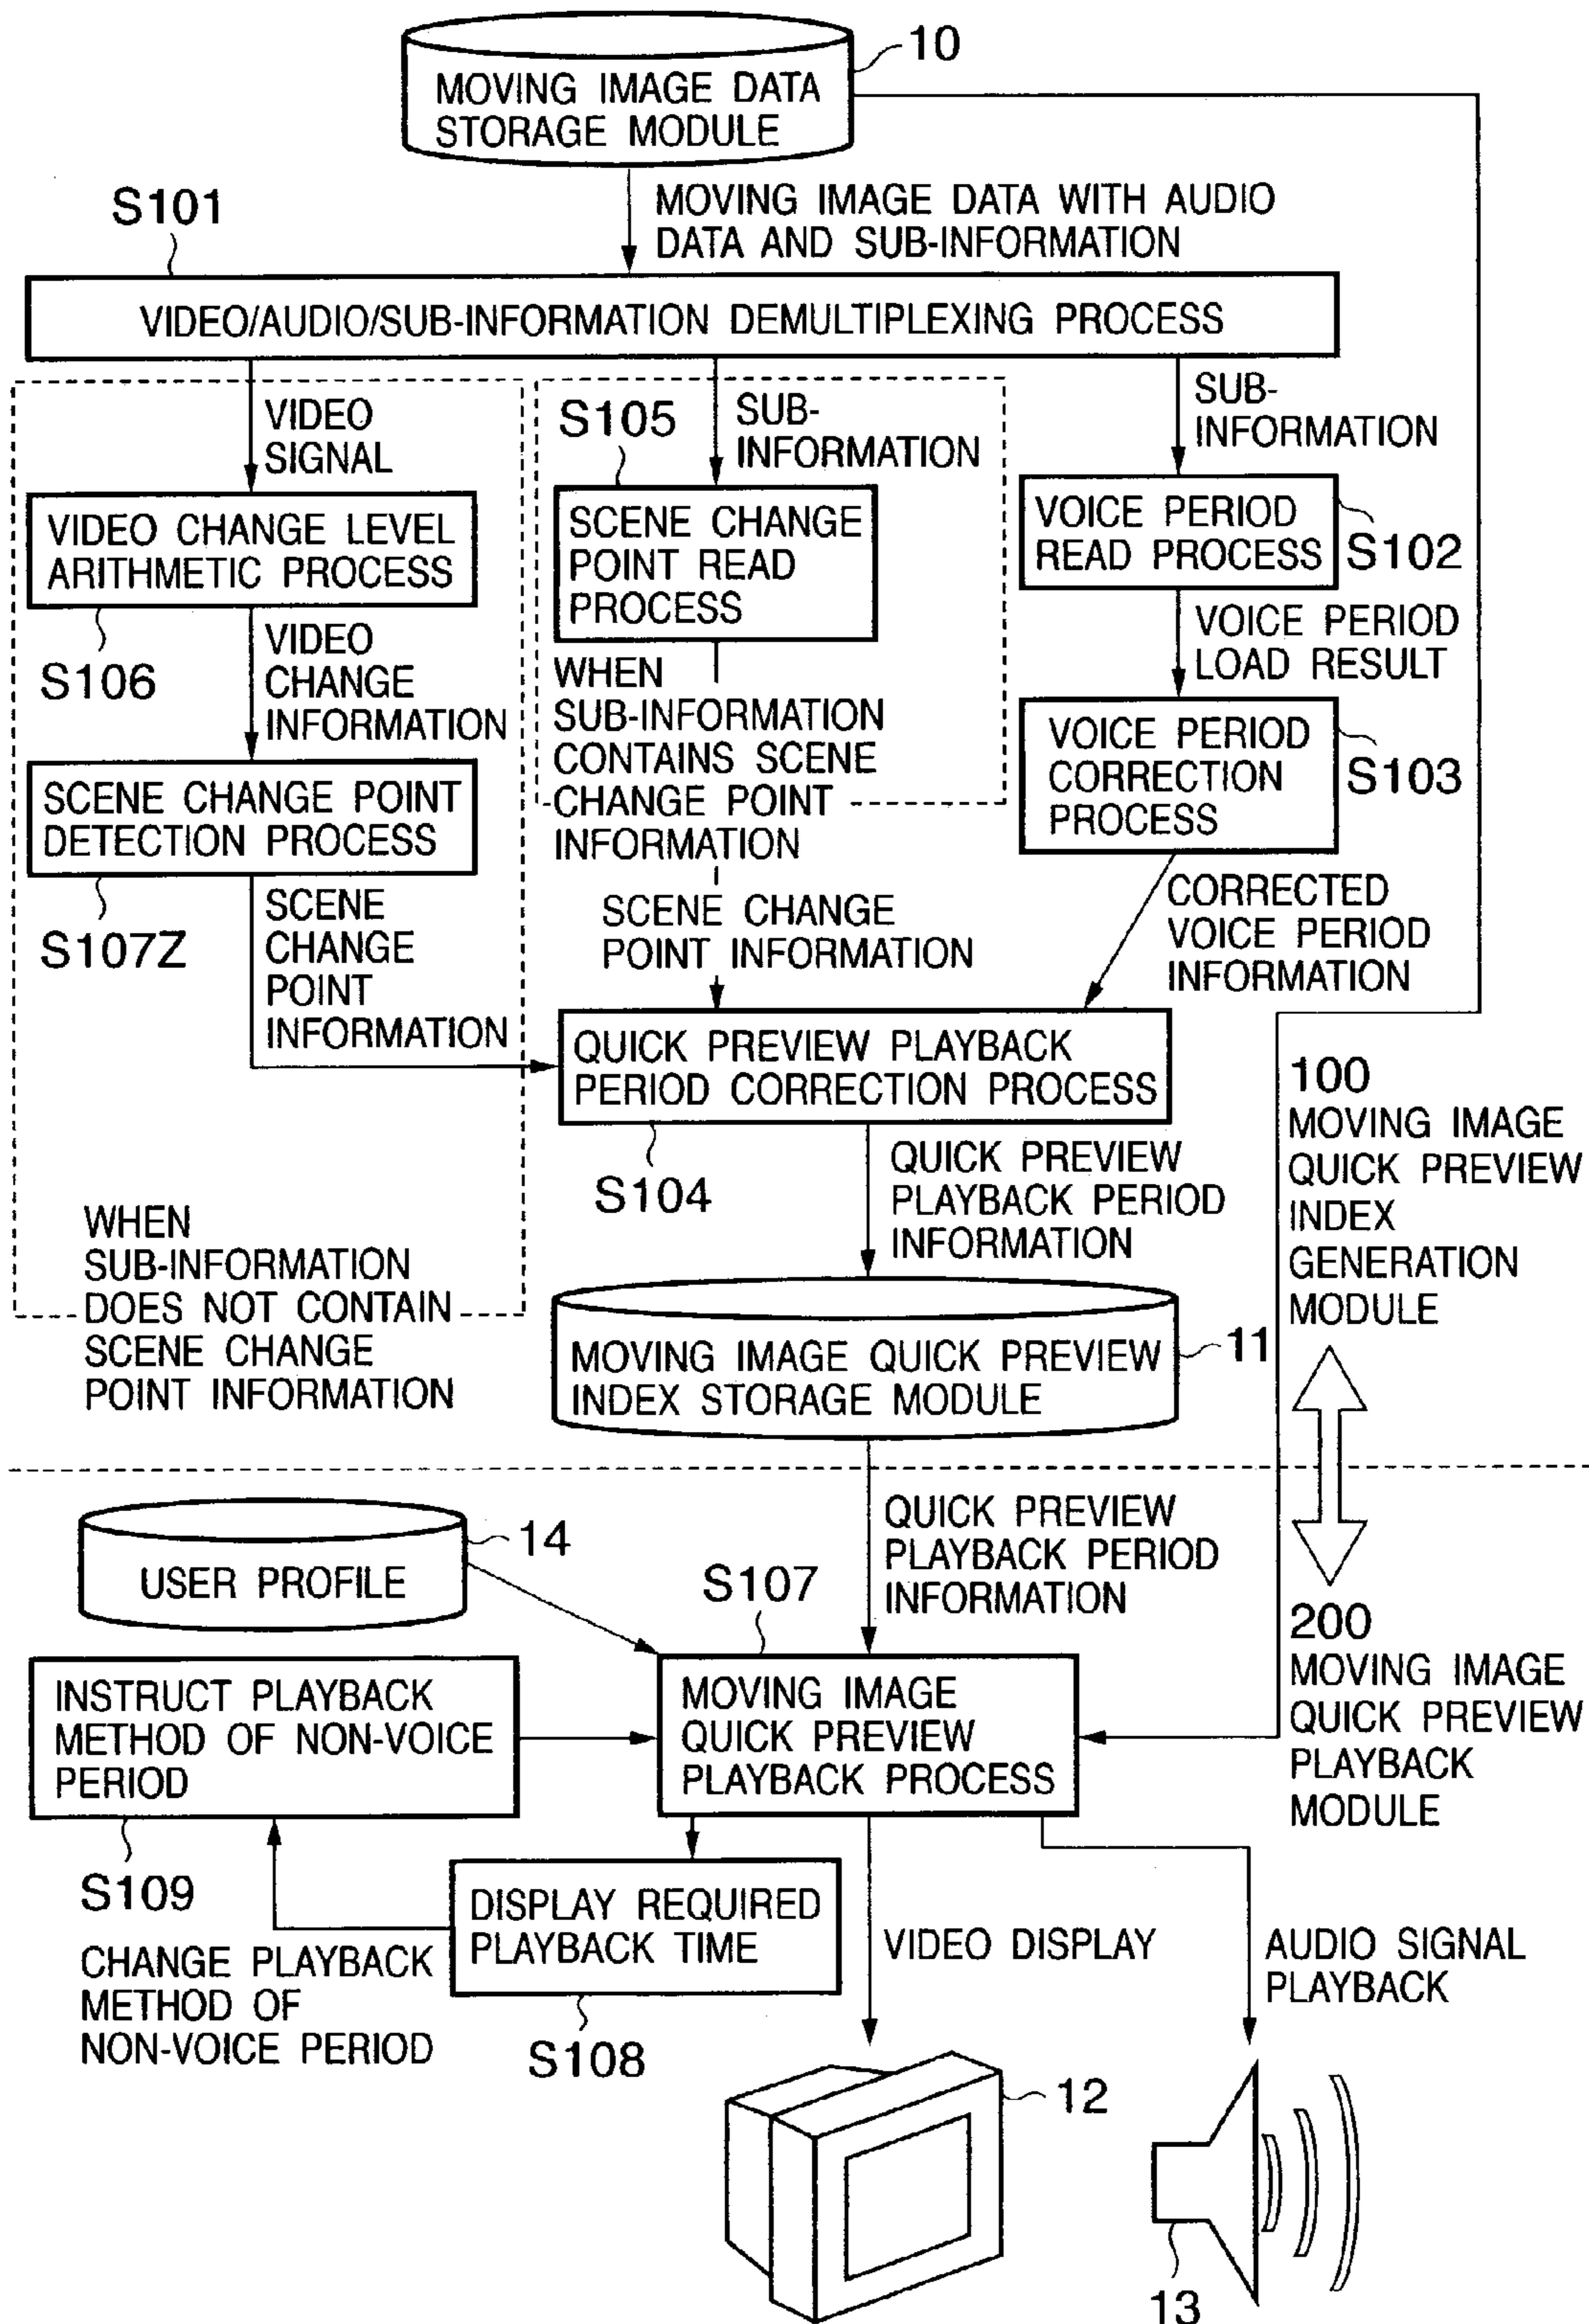 10
MOVING IMAGE DATA
STORAGE MODULE
S101
MOVING IMAGE DATA WITH AUDIO
DATA AND SUB-INFORMATION
VIDEO/AUDIO/SUB-INFORMATION DEMULTIPLEXING PROCESS
VIDEO
SIGNAL
S105
SUB-
INFORMATION
SUB-
INFORMATION
VIDEO CHANGE LEVEL
ARITHMETIC PROCESS
S106
SCENE CHANGE
POINT READ
PROCESS
VOICE PERIOD
READ PROCESS
S102
VIDEO
CHANGE
INFORMATION
WHEN
SUB-INFORMATION
CONTAINS SCENE
CHANGE POINT
INFORMATION
VOICE PERIOD
LOAD RESULT
SCENE CHANGE POINT
DETECTION PROCESS
S107Z
VOICE PERIOD
CORRECTION
PROCESS
S103
SCENE
CHANGE
POINT
INFORMATION
SCENE CHANGE
POINT INFORMATION
CORRECTED
VOICE PERIOD
INFORMATION
QUICK PREVIEW PLAYBACK
PERIOD CORRECTION PROCESS
S104
100
MOVING IMAGE
QUICK PREVIEW
INDEX
GENERATION
MODULE
QUICK PREVIEW
PLAYBACK PERIOD
INFORMATION
WHEN
SUB-INFORMATION
DOES NOT CONTAIN
SCENE CHANGE
POINT INFORMATION
MOVING IMAGE QUICK PREVIEW
INDEX STORAGE MODULE
11
14
USER PROFILE
QUICK PREVIEW
PLAYBACK PERIOD
INFORMATION
S107
200
MOVING IMAGE
QUICK PREVIEW
PLAYBACK
MODULE
INSTRUCT PLAYBACK
METHOD OF NON-VOICE
PERIOD
S109
MOVING IMAGE
QUICK PREVIEW
PLAYBACK PROCESS
DISPLAY REQUIRED
PLAYBACK TIME
S108
CHANGE PLAYBACK
METHOD OF
NON-VOICE PERIOD
VIDEO DISPLAY
AUDIO SIGNAL
PLAYBACK
12
13